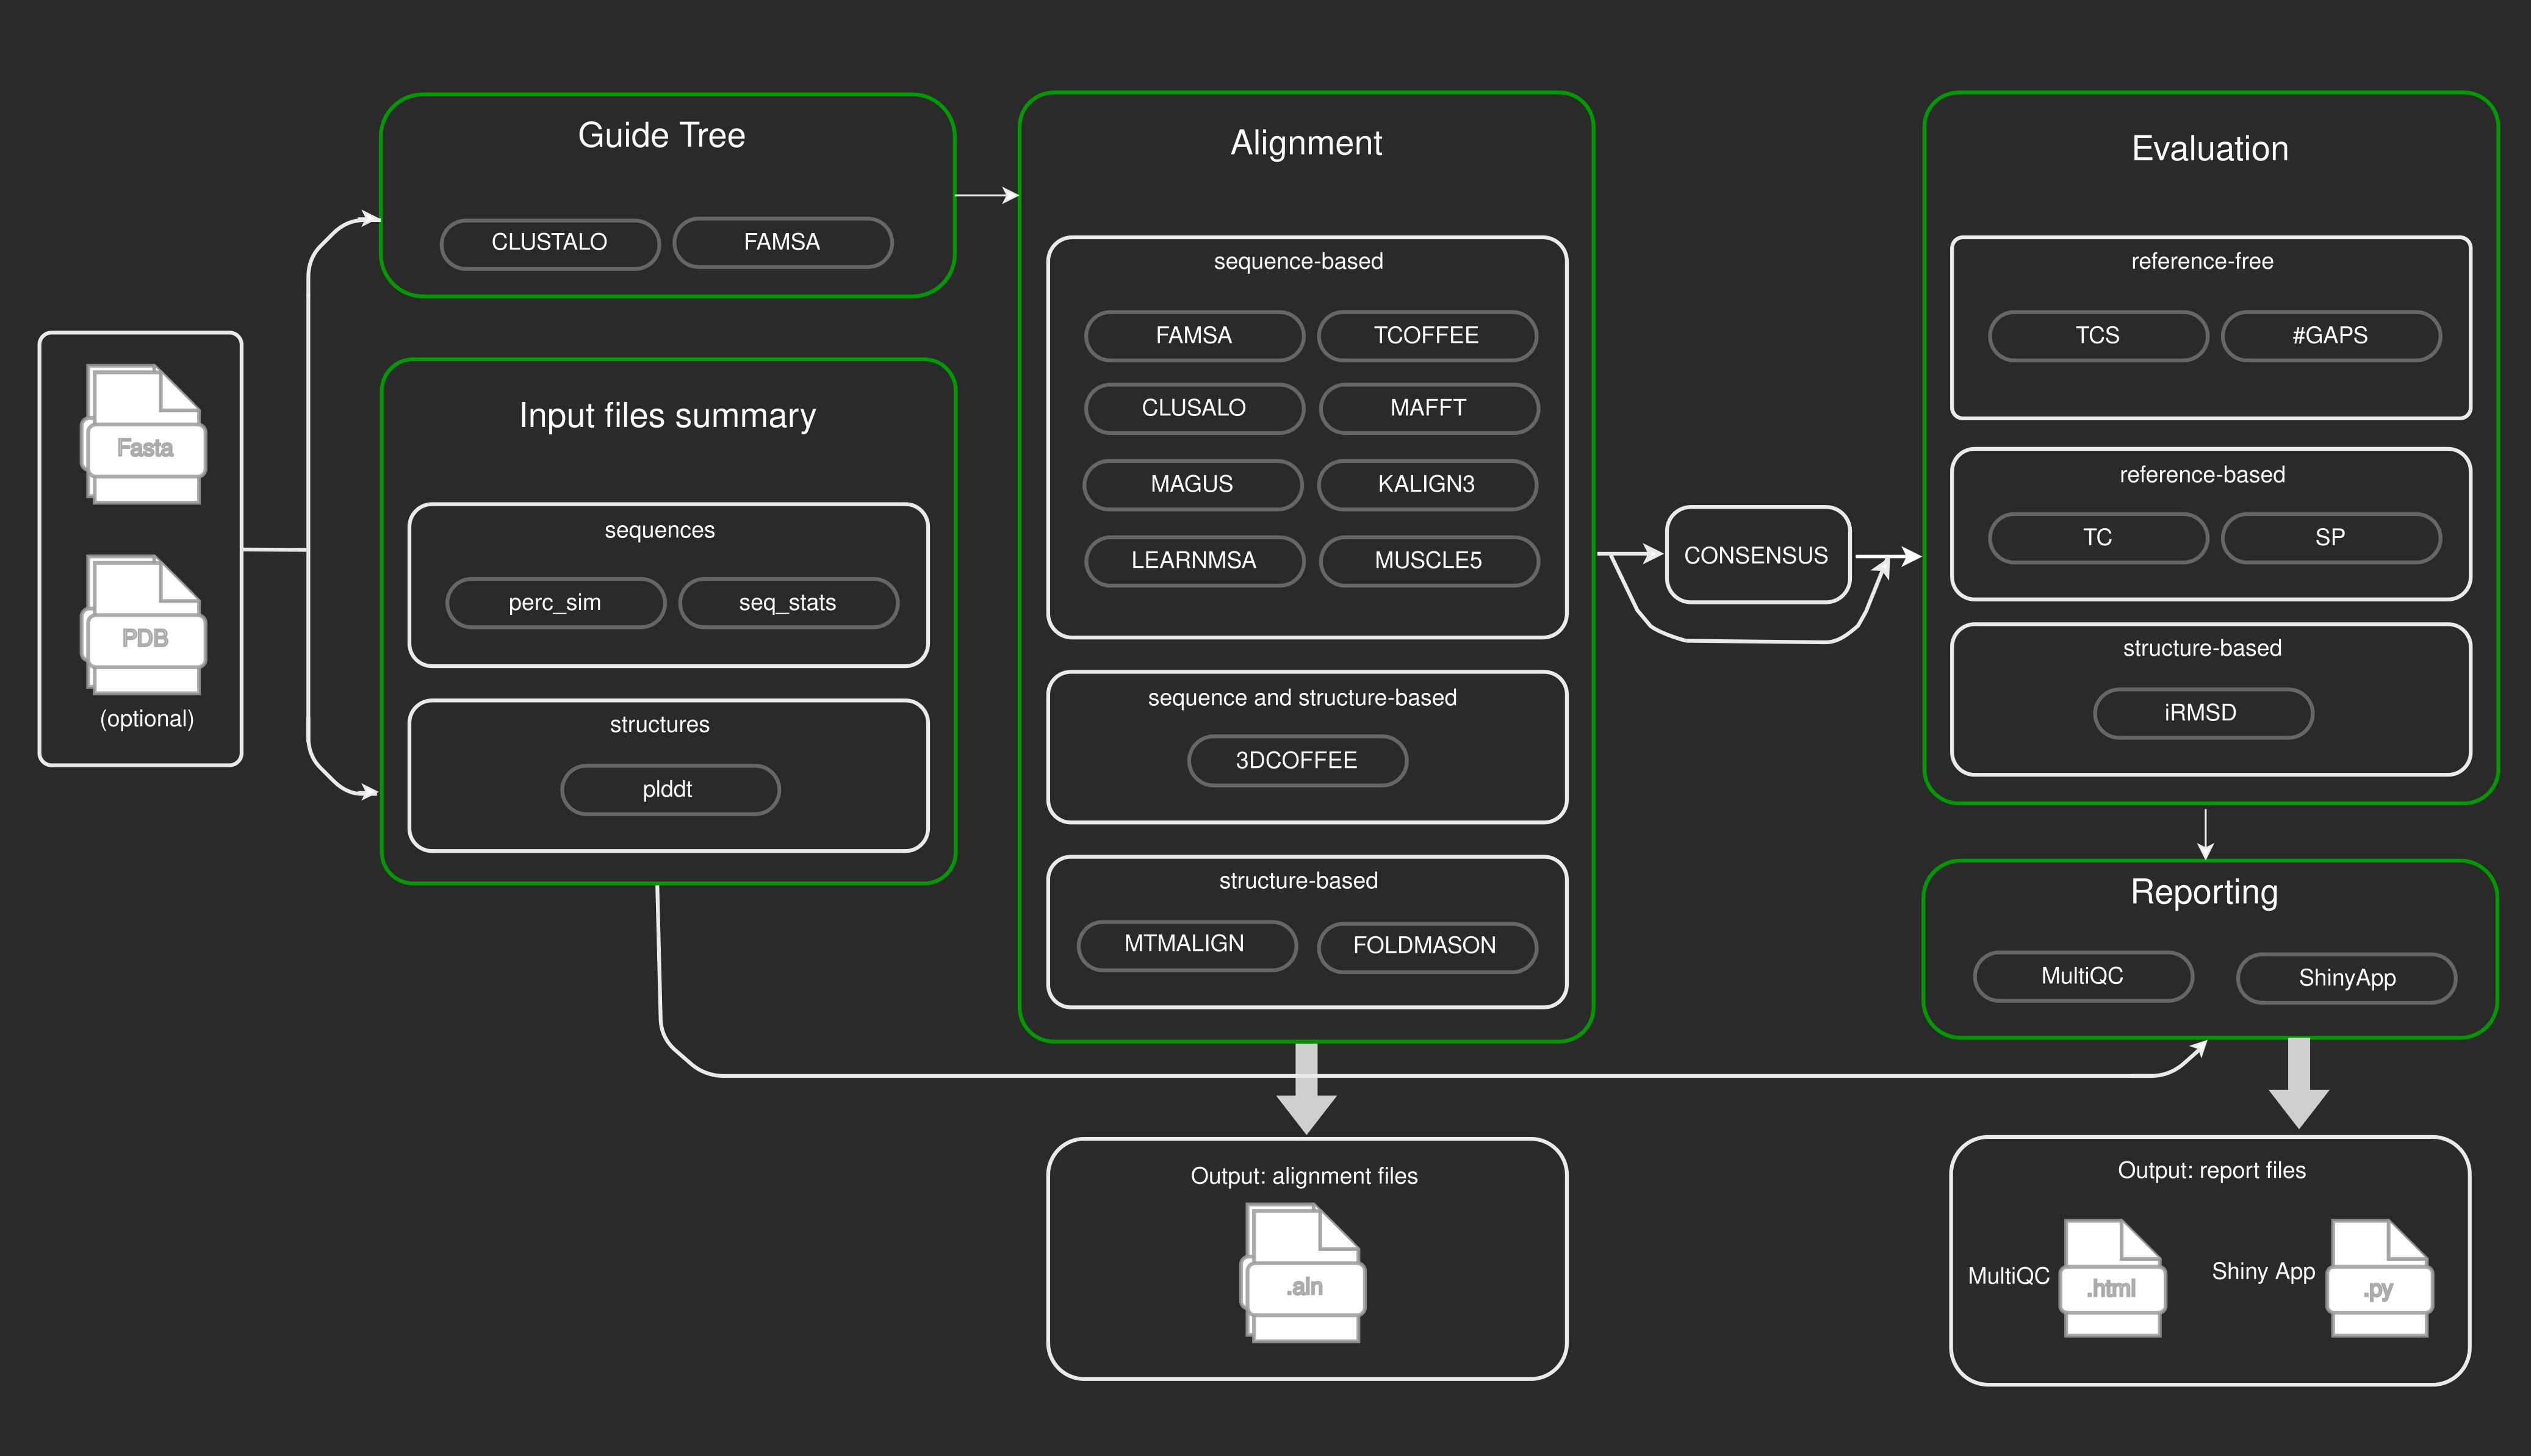 Fasta
PDB
(optional)
Guide Tree
CLUSTALO
FAMSA
Input files summary
sequences
perc_sim
seq_stats
structures
plddt
Alignment
sequence-based
FAMSA
TCOFFEE
CLUSALO
MAFFT
MAGUS
KALIGN3
LEARNMSA
MUSCLE5
sequence and structure-based
3DCOFFEE
structure-based
MTMALIGN
FOLDMASON
CONSENSUS
Evaluation
reference-free
TCS
#GAPS
reference-based
TC
SP
structure-based
iRMSD
Reporting
MultiQC
ShinyApp
Output: alignment files
.aln
Output: report files
MultiQC
.html
Shiny App
.py